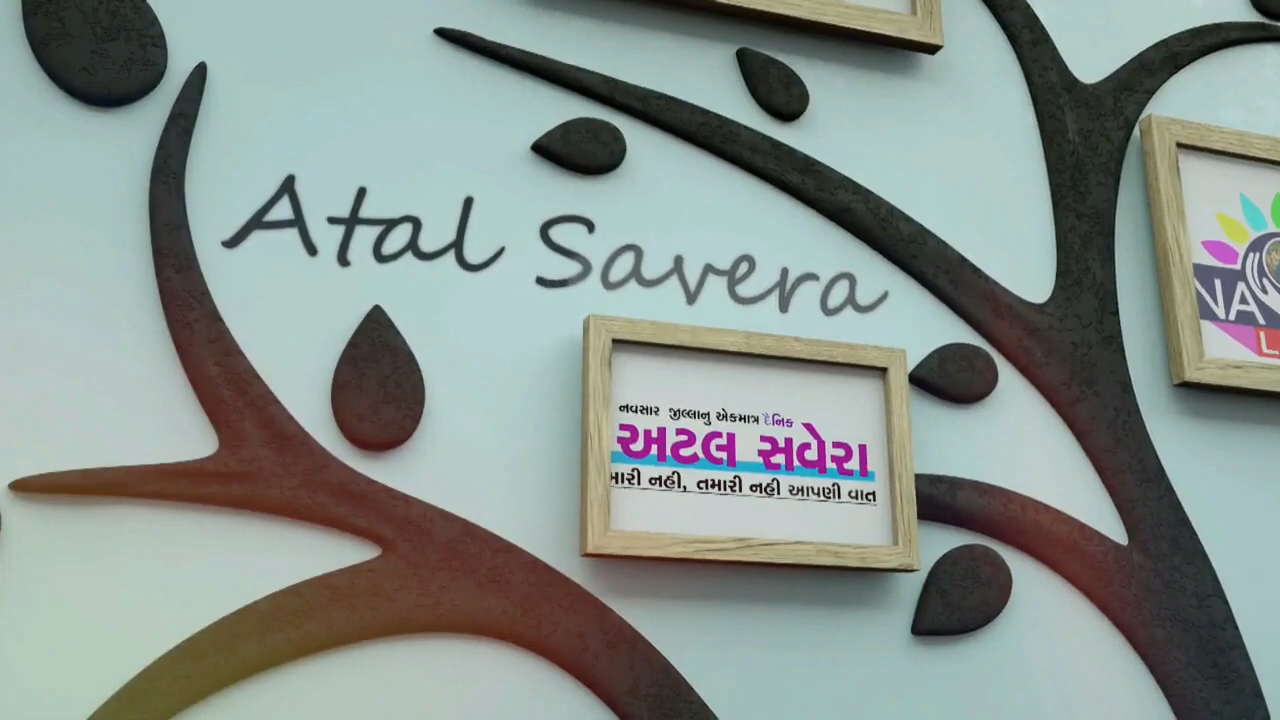 Atal Savera
નવસાર જીલ્લાનુ એકમાત્ર દૈનિક
અટલ સવેરા
નહી, તમારી નહી આપણી વાત